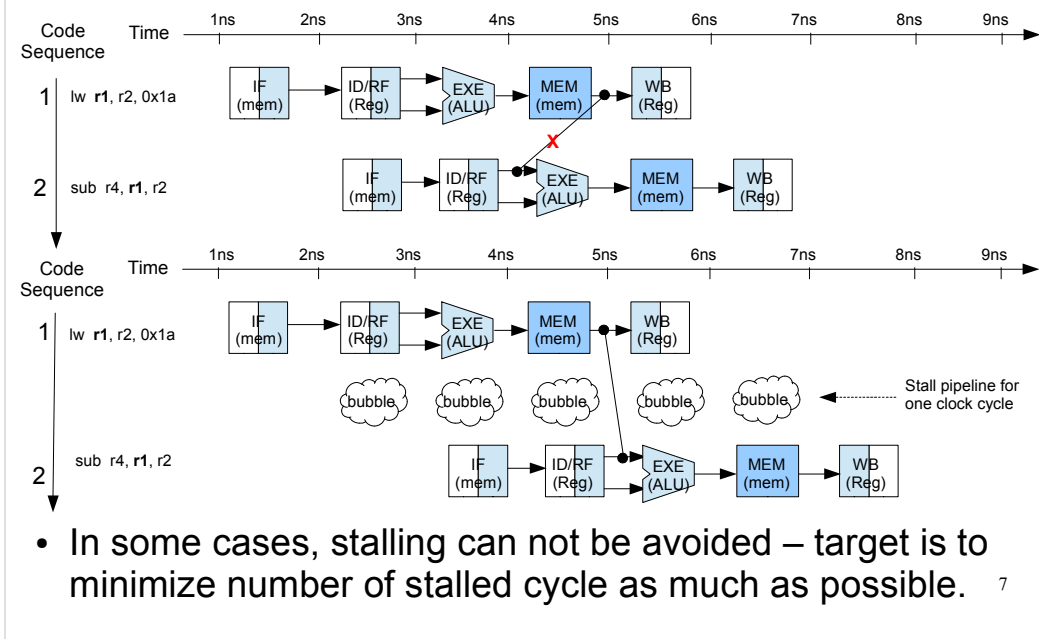 1ns 2ns 3ns 4ns 5ns 6ns 7ns 8ns 9ns
Code
Sequence
Time
1
lw r1, r2, 0x1a
IF
(mem)
ID/RF
(Reg)
EXE
(ALU)
MEM
(mem)
WB
(Reg)
x
2
sub r4, r1, r2
IF
(mem)
ID/RF
(Reg)
EXE
(ALU)
MEM
(mem)
WB
(Reg)
1ns 2ns 3ns 4ns 5ns 6ns 7ns 8ns 9ns
Code
Sequence
Time
1
lw r1, r2, 0x1a
IF
(mem)
ID/RF
(Reg)
EXE
(ALU)
MEM
(mem)
WB
(Reg)
bubble bubble bubble bubble bubble
Stall pipeline for
one clock cycle
2
sub r4, r1, r2
IF
(mem)
ID/RF
(Reg)
EXE
(ALU)
MEM
(mem)
WB
(Reg)
• In some cases, stalling can not be avoided – target is to
minimize number of stalled cycle as much as possible.
7